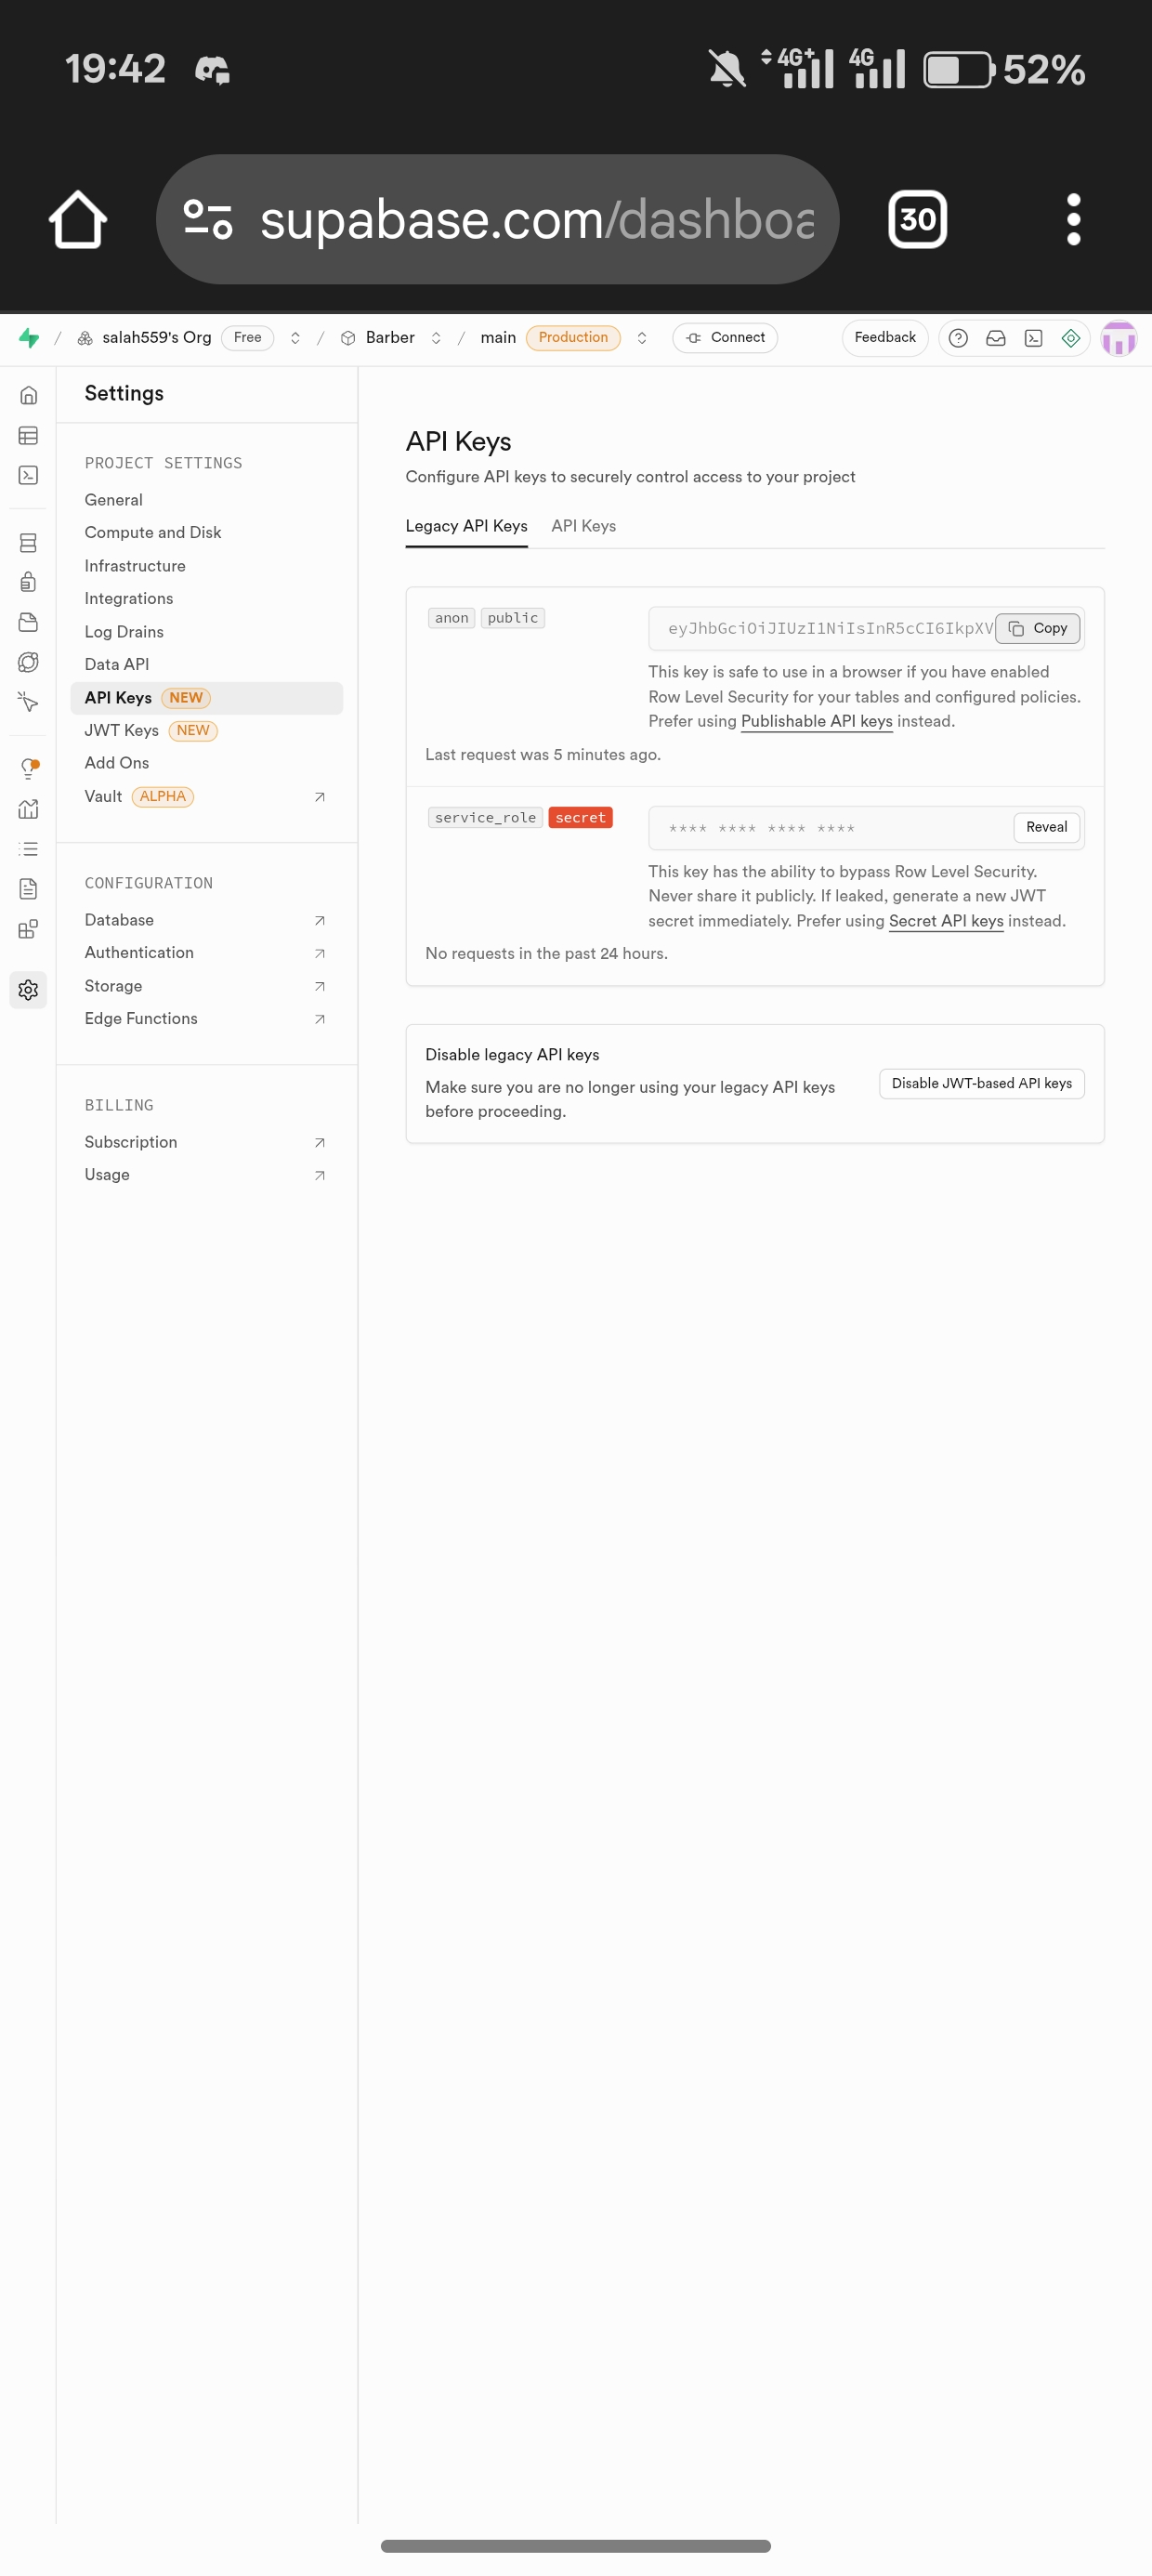 19:42
4G+ 4G 52%
supabase.com/dashboa
30
/ salah559's Org Free / Barber / main Production Connect Feedback
Settings
PROJECT SETTINGS
General
Compute and Disk
Infrastructure
Integrations
Log Drains
Data API
API Keys NEW
JWT Keys NEW
Add Ons
Vault ALPHA
CONFIGURATION
Database
Authentication
Storage
Edge Functions
BILLING
Subscription
Usage
API Keys
Configure API keys to securely control access to your project
Legacy API Keys API Keys
anon public
eyJhbGciOiJIUzI1NiIsInR5cCI6IkpXV Copy
This key is safe to use in a browser if you have enabled
Row Level Security for your tables and configured policies.
Prefer using Publishable API keys instead.
Last request was 5 minutes ago.
service_role secret
**** **** **** **** Reveal
This key has the ability to bypass Row Level Security.
Never share it publicly. If leaked, generate a new JWT
secret immediately. Prefer using Secret API keys instead.
No requests in the past 24 hours.
Disable legacy API keys
Make sure you are no longer using your legacy API keys
before proceeding.
Disable JWT-based API keys